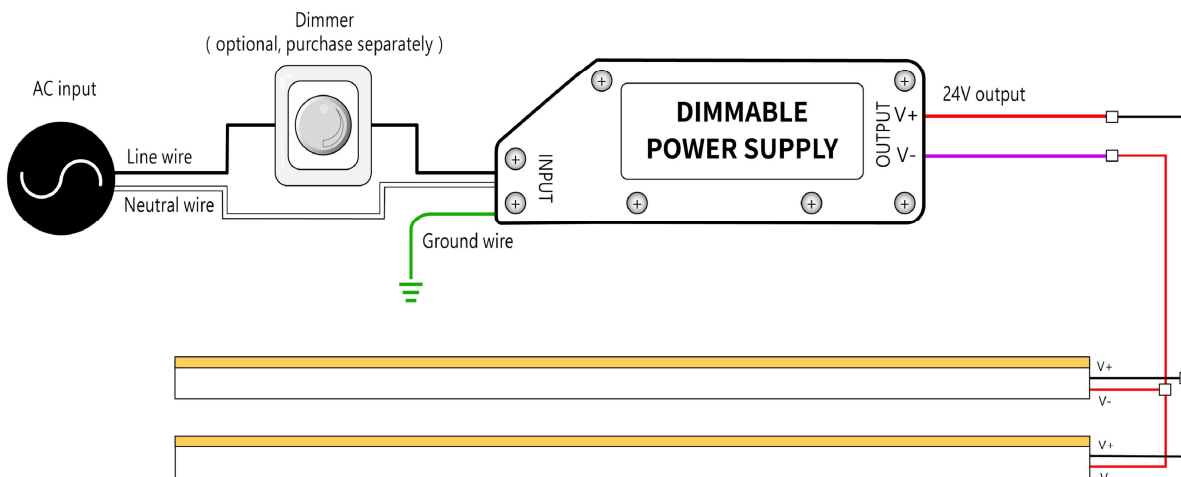 Dimmer
( optional, purchase separately )
AC input
Line wire
Neutral wire
Ground wire
INPUT
DIMMABLE
POWER SUPPLY
OUTPUT
V+
V-
24V output
V+
V-
V+